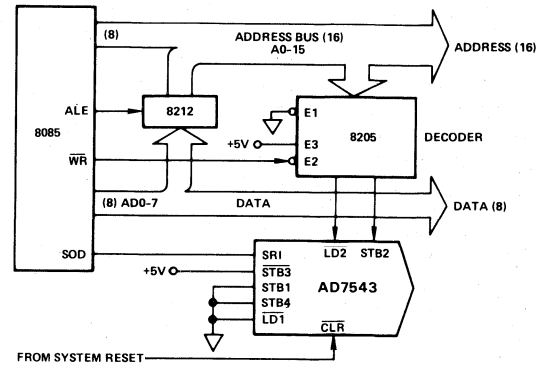 (8)
ADDRESS BUS (16)
A0-15
ADDRESS (16)
ALE
8212
8085
E1
8205
DECODER
+5V
E3
E2
WR
(8) AD0-7
DATA
DATA (8)
SOD
SRI
LD2
STB2
+5V
STB3
STB1
AD7543
STB4
LD1
CLR
FROM SYSTEM RESET